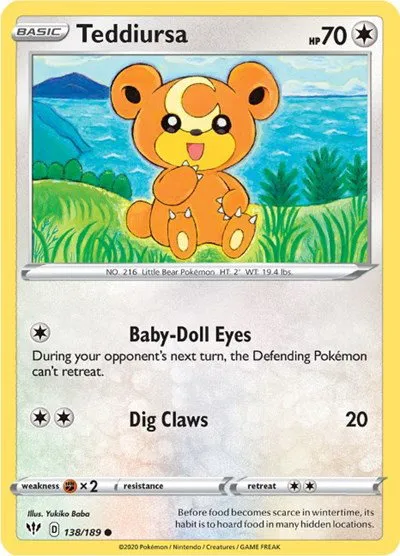 BASIC Teddiursa HP 70
NO. 216 Little Bear Pokémon HT: 2' WT: 19.4 lbs.
Baby-Doll Eyes
During your opponent's next turn, the Defending Pokémon
can't retreat.
Dig Claws 20
weakness ×2 resistance retreat
Illus. Yukiko Baba
D 138/189
Before food becomes scarce in wintertime, its
habit is to hoard food in many hidden locations.
©2020 Pokémon / Nintendo / Creatures / GAME FREAK